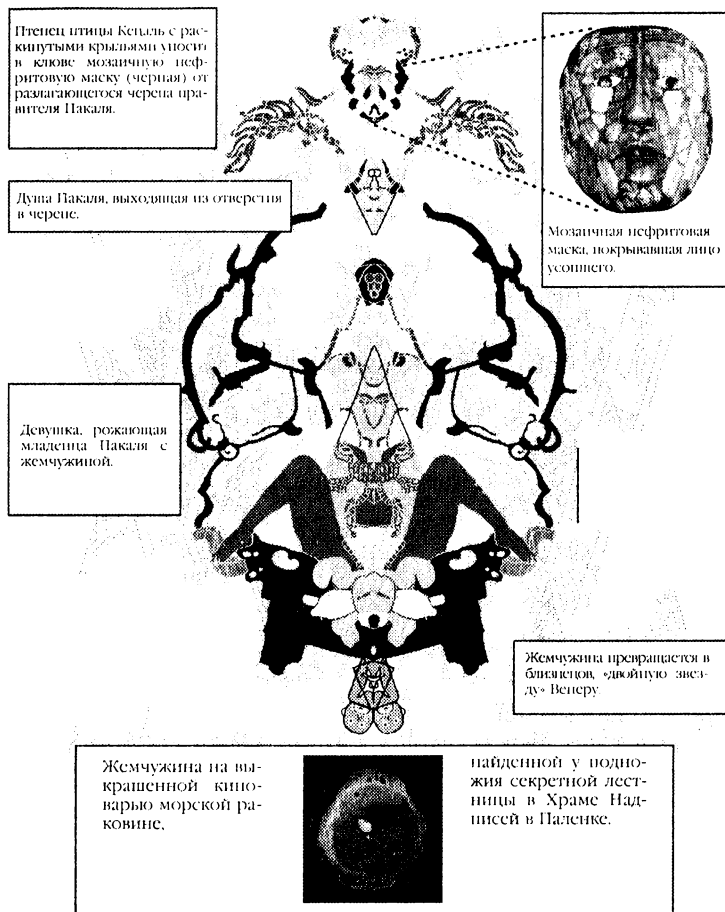 Птенец птицы Кецаль с рас-
кинутыми крыльями уносит
в клюве мозаичную неф-
ритовую маску (черная) от
разлагающегося черепа пра-
вителя Пакаля.
Мозаичная нефритовая
маска, покрывавшая лицо
усопшего.
Душа Пакаля, выходящая из отверстия
в черепе.
Девушка, рожающая
младенца Пакаля с
жемчужиной.
Жемчужина превращается в
близнецов, «двойную звез-
ду» Венеру
Жемчужина на вы-
крашенной кино-
варью морской ра-
ковине,
найденной у подно-
жия секретной лест-
ницы в Храме Над-
писей в Паленке.